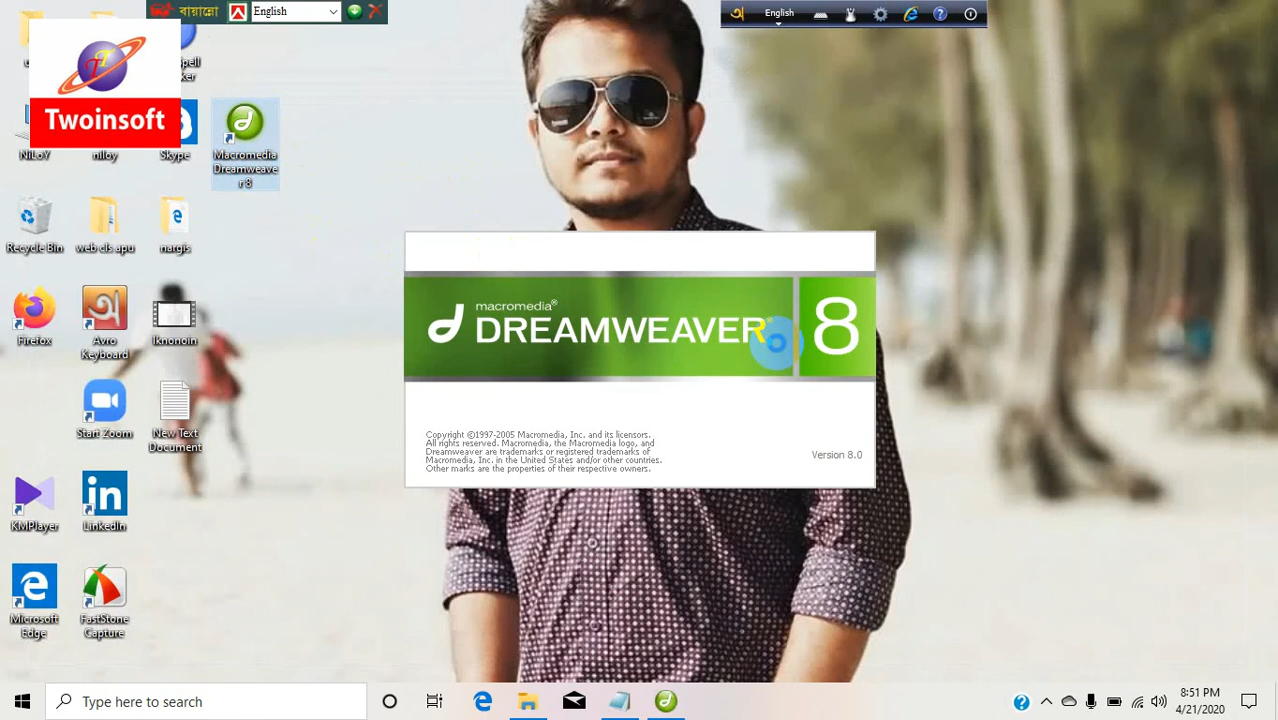 বায়ান্নো
English
English
Twoinsoft
NiLoY
niloy
Skype
Macromedia
Dreamweave
r 8
Recycle Bin
web cls apu
nargis
Firefox
Avro
Keyboard
Iknonoin
Start Zoom
New Text
Document
KMPlayer
LinkedIn
Microsoft
Edge
FastStone
Capture
macromedia®
DREAMWEAVER® 8
Copyright ©1997-2005 Macromedia, Inc. and its licensors.
All rights reserved. Macromedia, the Macromedia logo, and
Dreamweaver are trademarks or registered trademarks of
Macromedia, Inc. in the United States and/or other countries.
Other marks are the properties of their respective owners.
Version 8.0
Type here to search
8:51 PM
4/21/2020